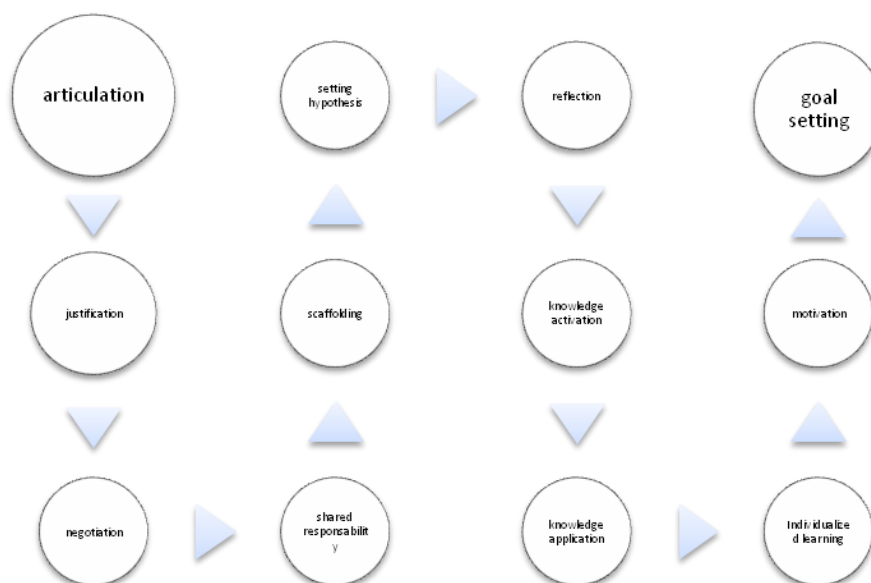 articulation
justification
negotiation
shared
responsabilit
y
scaffolding
setting
hypothesis
reflection
knowledge
activation
knowledge
application
Individualize
d learning
motivation
goal
setting